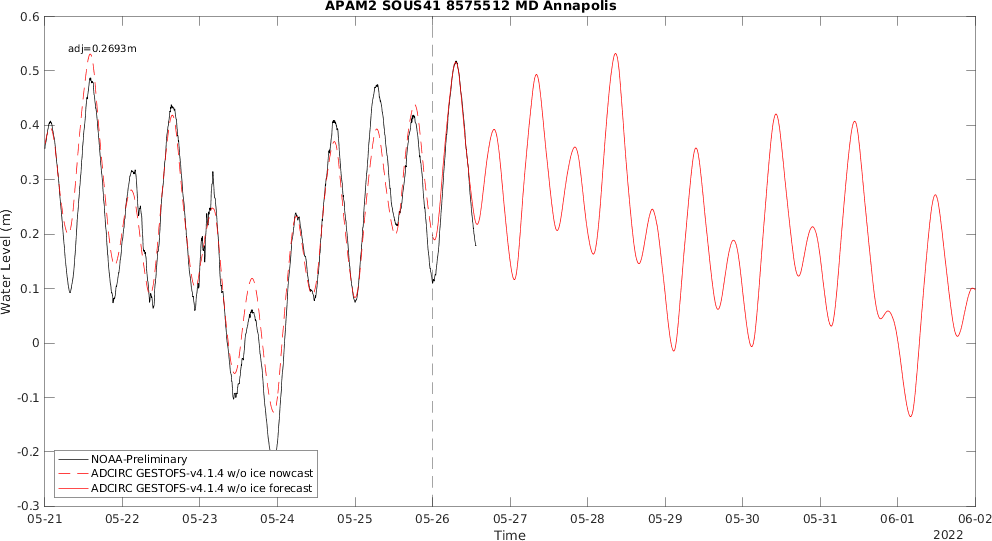 APAM2 SOUS41 8575512 MD Annapolis
adj=0.2693m
0.6
0.5
0.4
0.3
0.2
0.1
0
-0.1
-0.2
-0.3
Water Level (m)
NOAA-Preliminary
ADCIRC GESTOFS-v4.1.4 w/o ice nowcast
ADCIRC GESTOFS-v4.1.4 w/o ice forecast
05-21 05-22 05-23 05-24 05-25 05-26 05-27 05-28 05-29 05-30 05-31 06-01 06-02
Time
2022